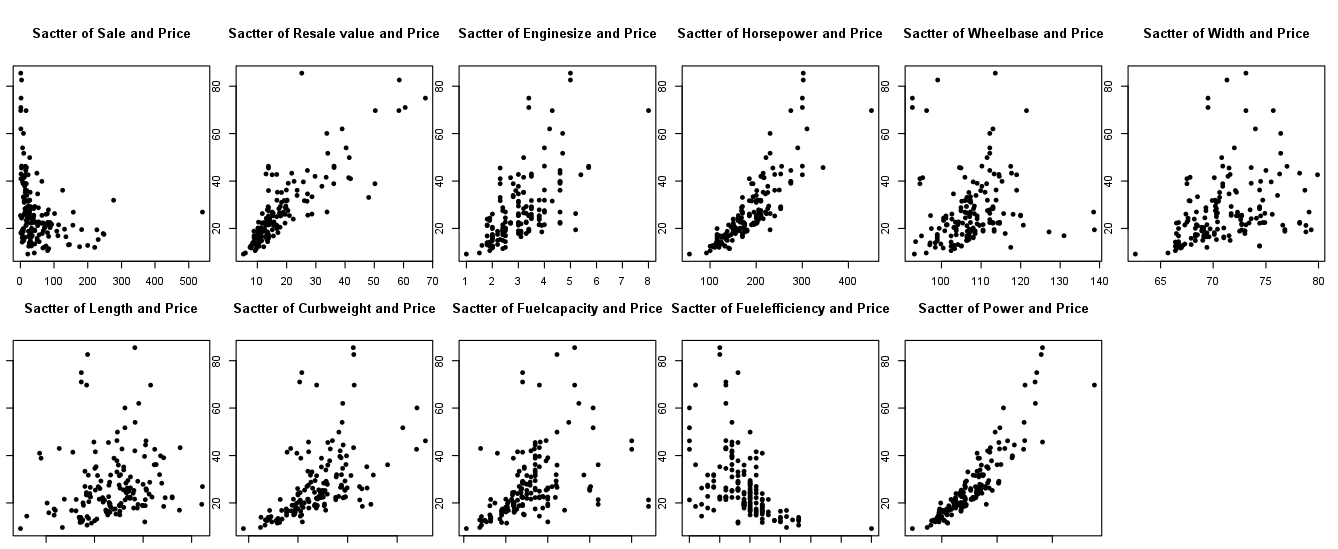 Sactter of Sale and Price
Sactter of Resale value and Price
Sactter of Enginesize and Price
Sactter of Horsepower and Price
Sactter of Wheelbase and Price
Sactter of Width and Price
20 40 60 80
20 40 60 80
20 40 60 80
20 40 60 80
20 40 60 80
0 100 200 300 400 500
10 20 30 40 50 60 70
1 2 3 4 5 6 7 8
100 200 300 400
100 110 120 130 140
65 70 75 80
Sactter of Length and Price
Sactter of Curbweight and Price
Sactter of Fuelcapacity and Price
Sactter of Fuelefficiency and Price
Sactter of Power and Price
20 40 60 80
20 40 60 80
20 40 60 80
20 40 60 80